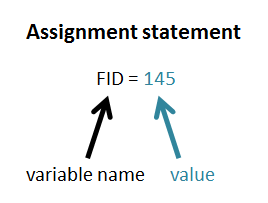 Assignment statement
FID = 145
variable name value